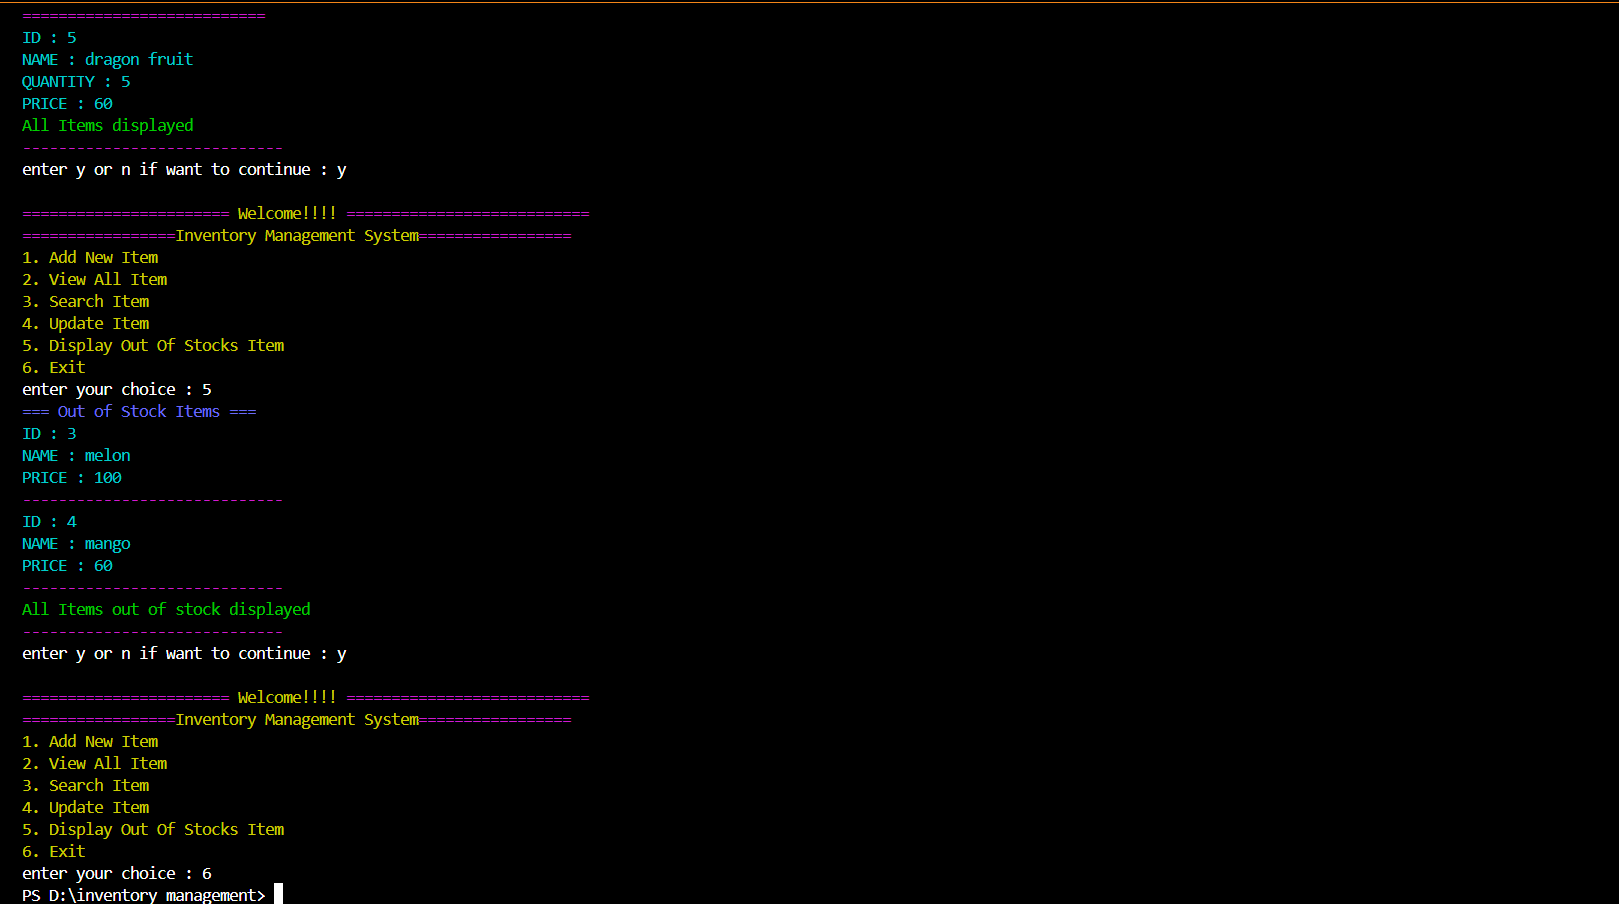 ===========================
ID : 5
NAME : dragon fruit
QUANTITY : 5
PRICE : 60
All Items displayed
-----------------------------
enter y or n if want to continue : y
======================= Welcome!!!! ===========================
=================Inventory Management System=================
1. Add New Item
2. View All Item
3. Search Item
4. Update Item
5. Display Out Of Stocks Item
6. Exit
enter your choice : 5
=== Out of Stock Items ===
ID : 3
NAME : melon
PRICE : 100
-----------------------------
ID : 4
NAME : mango
PRICE : 60
-----------------------------
All Items out of stock displayed
-----------------------------
enter y or n if want to continue : y
======================= Welcome!!!! ===========================
=================Inventory Management System=================
1. Add New Item
2. View All Item
3. Search Item
4. Update Item
5. Display Out Of Stocks Item
6. Exit
enter your choice : 6
PS D:\inventory management>